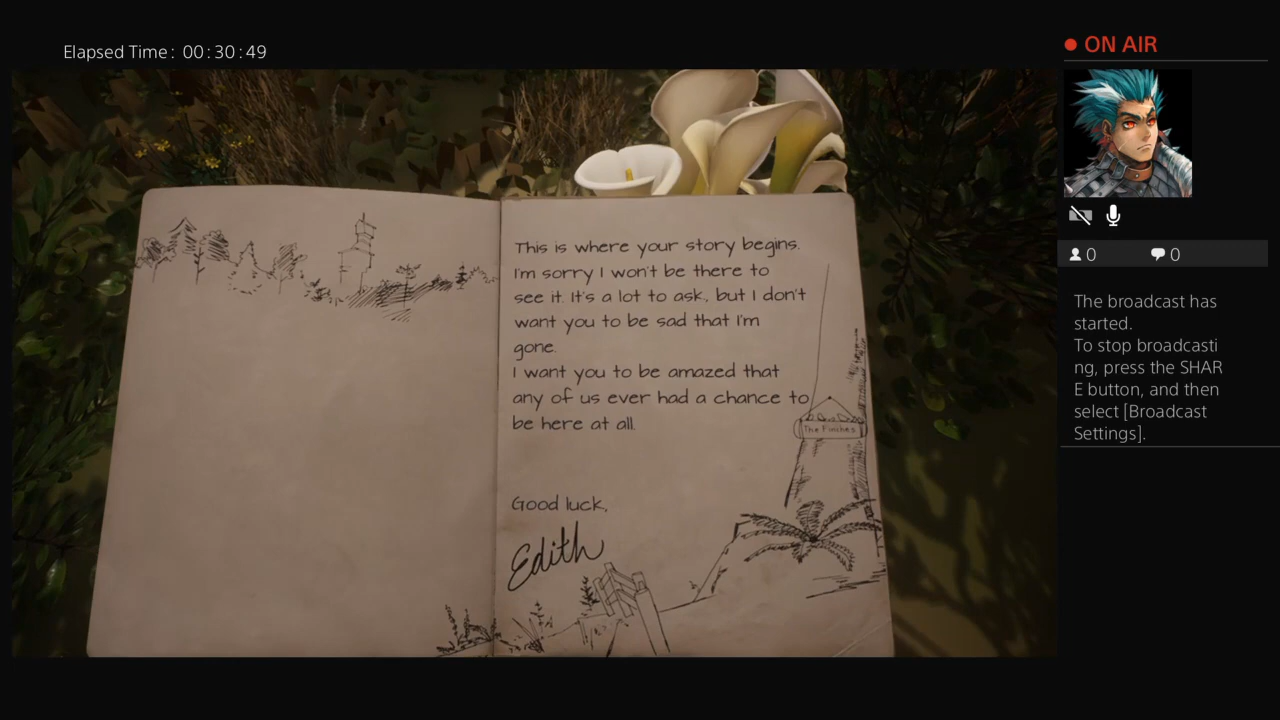 Elapsed Time: 00:30:49
ON AIR
This is where your story begins.
I'm sorry I won't be there to
see it. It's a lot to ask, but I don't
want you to be sad that I'm
gone.
I want you to be amazed that
any of us ever had a chance to
be here at all.
The Finches
Good luck,
Edith
0
0
The broadcast has
started.
To stop broadcasti
ng, press the SHAR
E button, and then
select [Broadcast
Settings].